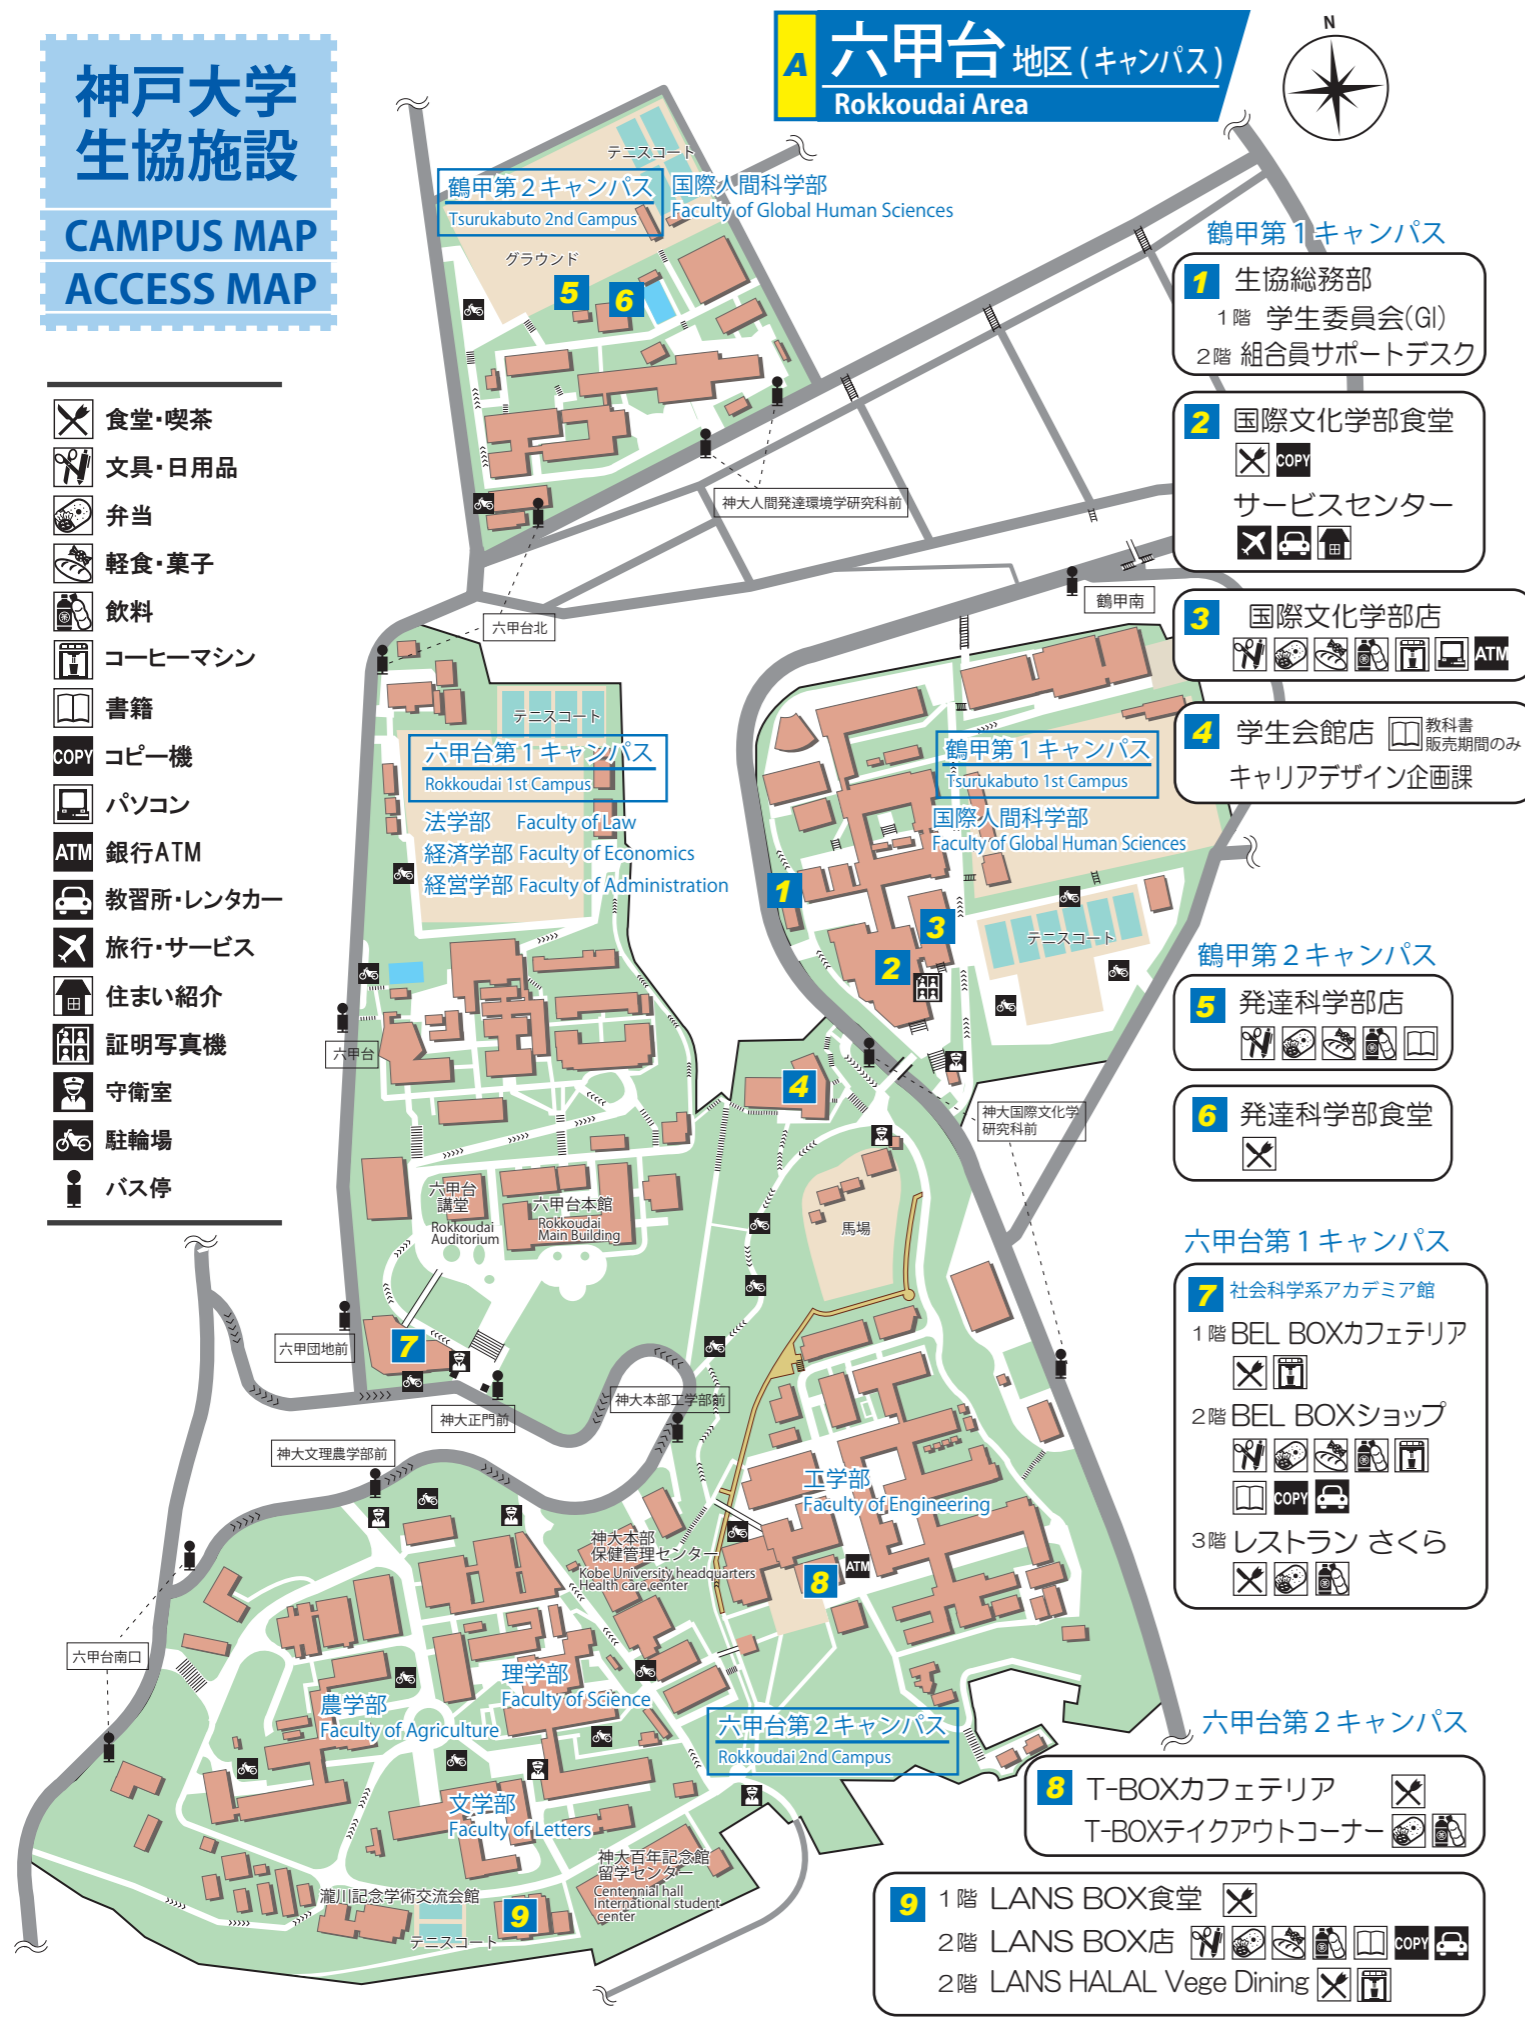 神戸大学
生協施設
CAMPUS MAP
ACCESS MAP
A
六甲台 地区(キャンパス)
Rokkoudai Area
N
食堂・喫茶
文具・日用品
弁当
軽食・菓子
飲料
コーヒーマシン
書籍
COPY コピー機
パソコン
ATM 銀行ATM
教習所・レンタカー
旅行・サービス
住まい紹介
証明写真機
守衛室
駐輪場
バス停
テニスコート
鶴甲第2キャンパス
Tsurukabuto 2nd Campus
国際人間科学部
Faculty of Global Human Sciences
グラウンド
5
6
神大人間発達環境学研究科前
六甲台北
鶴甲南
テニスコート
六甲台第1キャンパス
Rokkoudai 1st Campus
法学部 Faculty of Law
経済学部 Faculty of Economics
経営学部 Faculty of Administration
鶴甲第1キャンパス
Tsurukabuto 1st Campus
国際人間科学部
Faculty of Global Human Sciences
1
3
2
テニスコート
六甲台
4
神大国際文化学
研究科前
六甲台
講堂
Rokkoudai
Auditorium
六甲台本館
Rokkoudai
Main Building
馬場
六甲団地前
7
神大正門前
神大本部工学部前
神大文理農学部前
工学部
Faculty of Engineering
神大本部
保健管理センター
Kobe University headquarters
Health care center
ATM
8
六甲台南口
理学部
Faculty of Science
農学部
Faculty of Agriculture
六甲台第2キャンパス
Rokkoudai 2nd Campus
文学部
Faculty of Letters
神大百年記念館
留学センター
Centennial hall
International student
center
瀧川記念学術交流会館
9
テニスコート
鶴甲第1キャンパス
1 生協総務部
1階 学生委員会(GI)
2階 組合員サポートデスク
2 国際文化学部食堂
COPY
サービスセンター
3 国際文化学部店
ATM
4 学生会館店 教科書
販売期間のみ
キャリアデザイン企画課
鶴甲第2キャンパス
5 発達科学部店
6 発達科学部食堂
六甲台第1キャンパス
7 社会科学系アカデミア館
1階 BEL BOXカフェテリア
2階 BEL BOXショップ
COPY
3階 レストラン さくら
六甲台第2キャンパス
8 T-BOXカフェテリア
T-BOXテイクアウトコーナー
9 1階 LANS BOX食堂
2階 LANS BOX店 COPY
2階 LANS HALAL Vege Dining